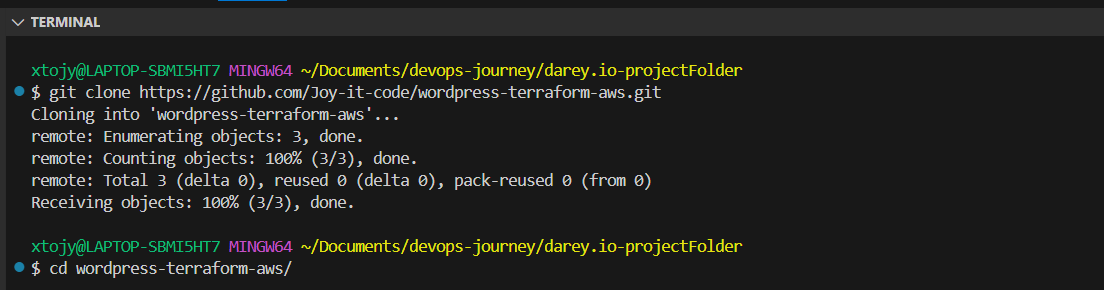 TERMINAL
xtojy@LAPTOP-SBMI5HT7 MINGW64 ~/Documents/devops-journey/darey.io-projectFolder
$ git clone https://github.com/Joy-it-code/wordpress-terraform-aws.git
Cloning into 'wordpress-terraform-aws'...
remote: Enumerating objects: 3, done.
remote: Counting objects: 100% (3/3), done.
remote: Total 3 (delta 0), reused 0 (delta 0), pack-reused 0 (from 0)
Receiving objects: 100% (3/3), done.
xtojy@LAPTOP-SBMI5HT7 MINGW64 ~/Documents/devops-journey/darey.io-projectFolder
$ cd wordpress-terraform-aws/